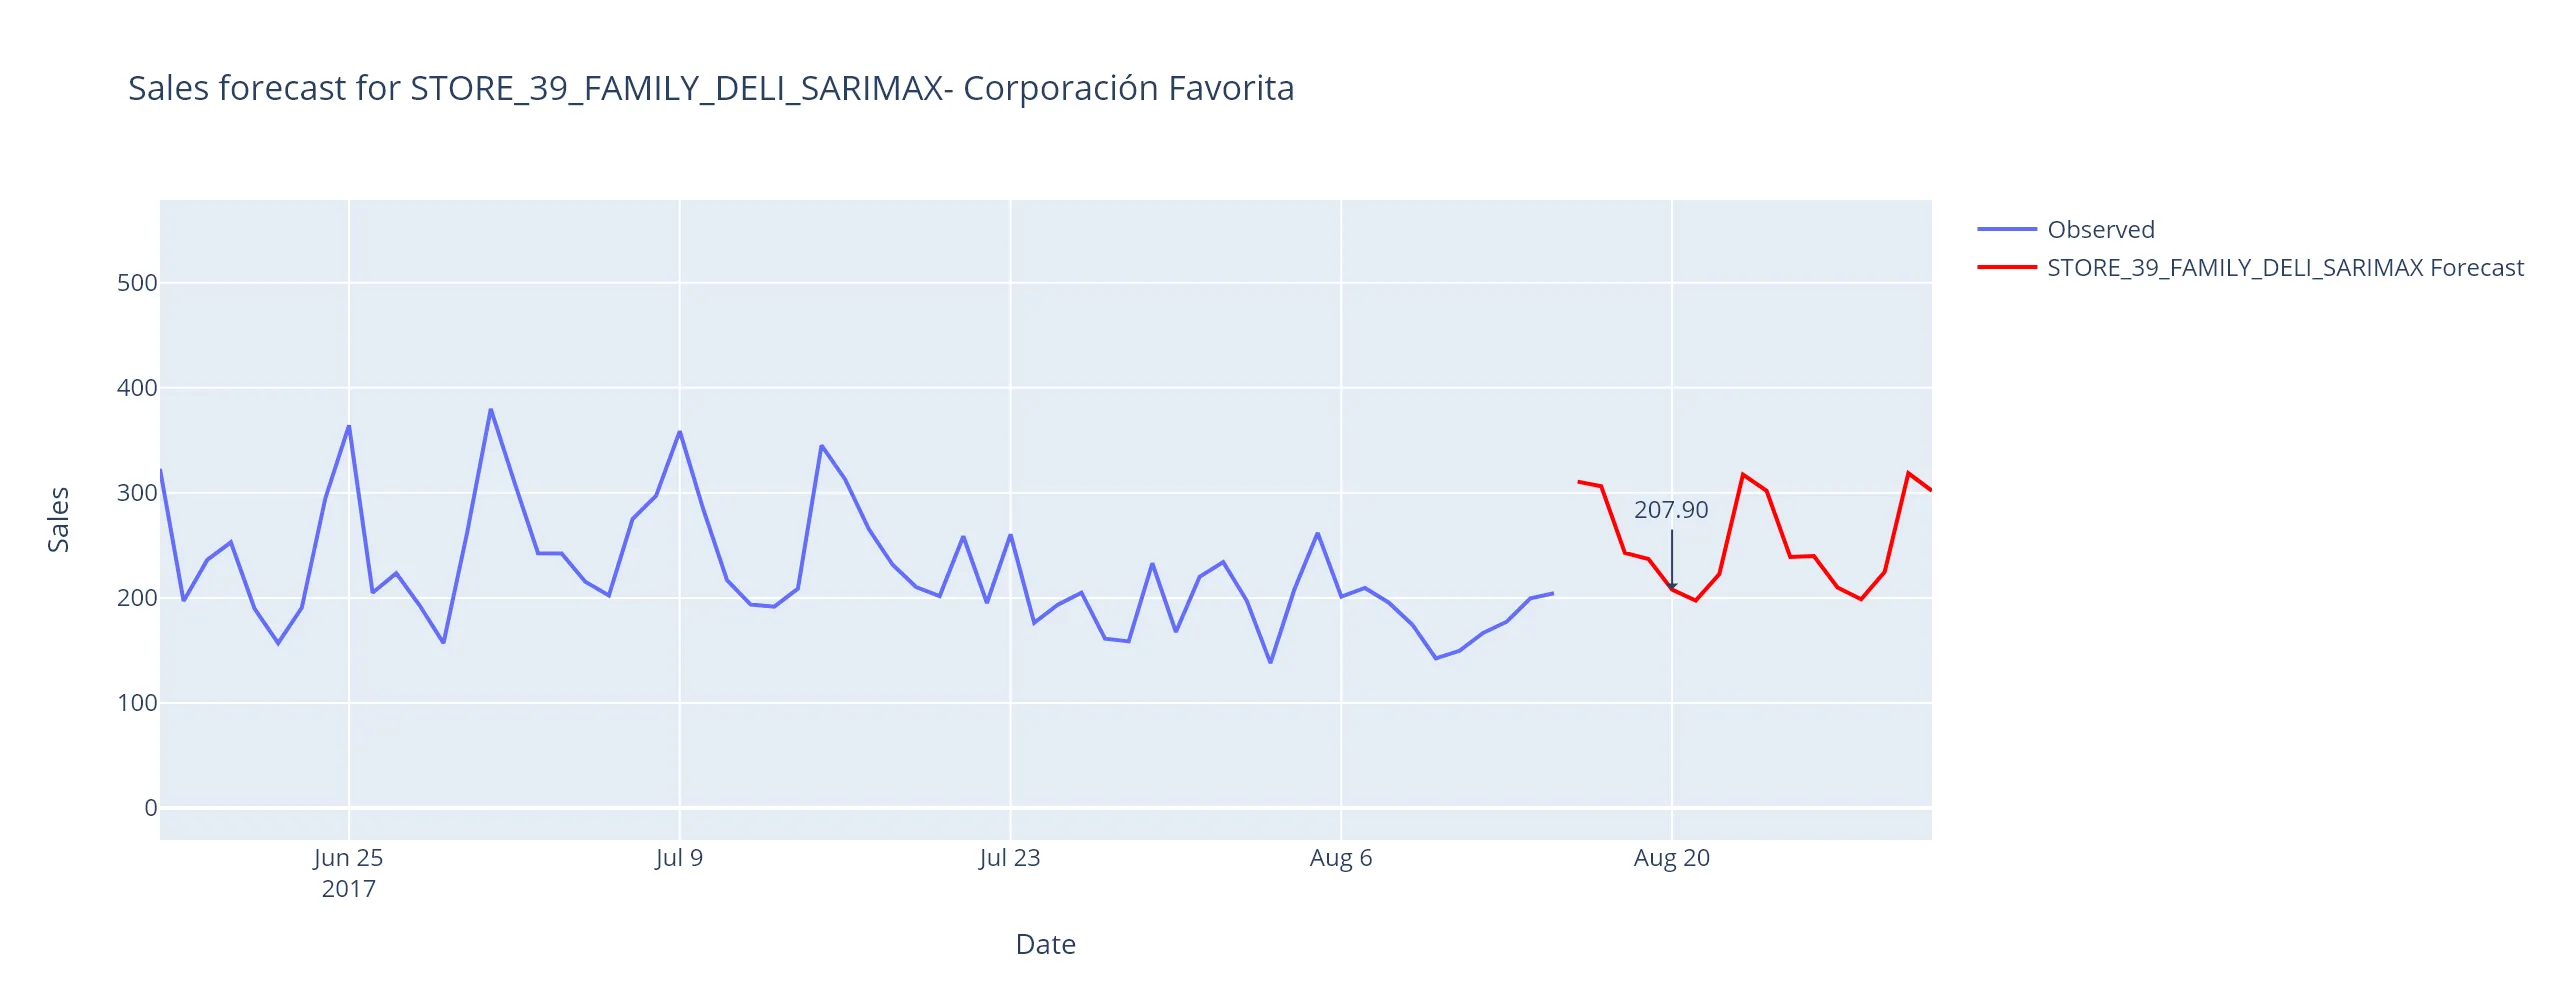 Sales forecast for STORE_39_FAMILY_DELI_SARIMAX- Corporación Favorita
Observed
STORE_39_FAMILY_DELI_SARIMAX Forecast
500
400
300
200
100
0
Sales
207.90
Jun 25
2017
Jul 9
Jul 23
Aug 6
Aug 20
Date